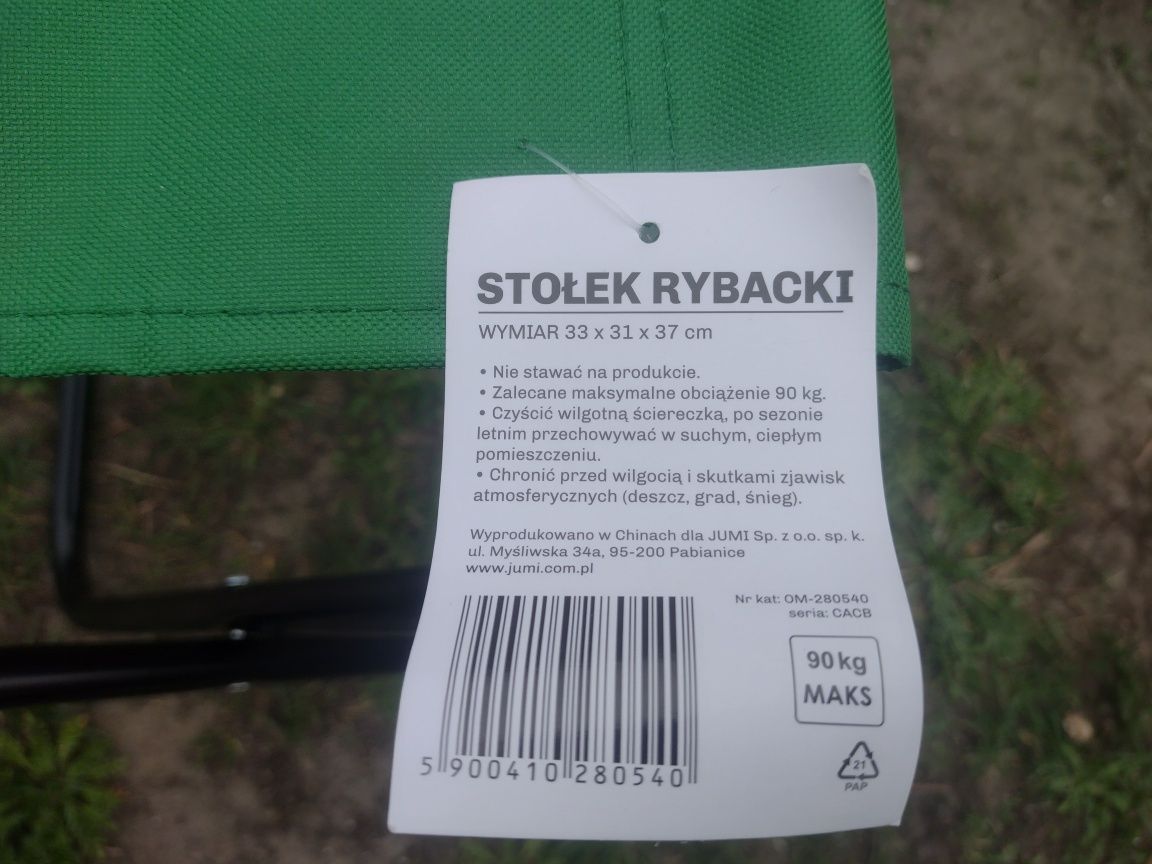 STOŁEK RYBACKI
WYMIAR 33 x 31 x 37 cm
• Nie stawać na produkcie.
• Zalecane maksymalne obciążenie 90 kg.
• Czyścić wilgotną ściereczką, po sezonie
letnim przechowywać w suchym, ciepłym
pomieszczeniu.
• Chronić przed wilgocią i skutkami zjawisk
atmosferycznych (deszcz, grad, śnieg).
Wyprodukowano w Chinach dla JUMI Sp. z o.o. sp. k.
ul. Myśliwska 34a, 95-200 Pabianice
www.jumi.com.pl
Nr kat: OM-280540
seria: CACB
90 kg
MAKS
5 900410 280540
21
PAP